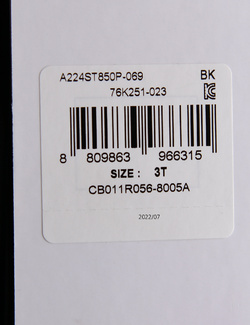 A224ST850P-069 BK
76K251-023
8 809863 966315
SIZE : 3T
CB011R056-8005A
2022/07